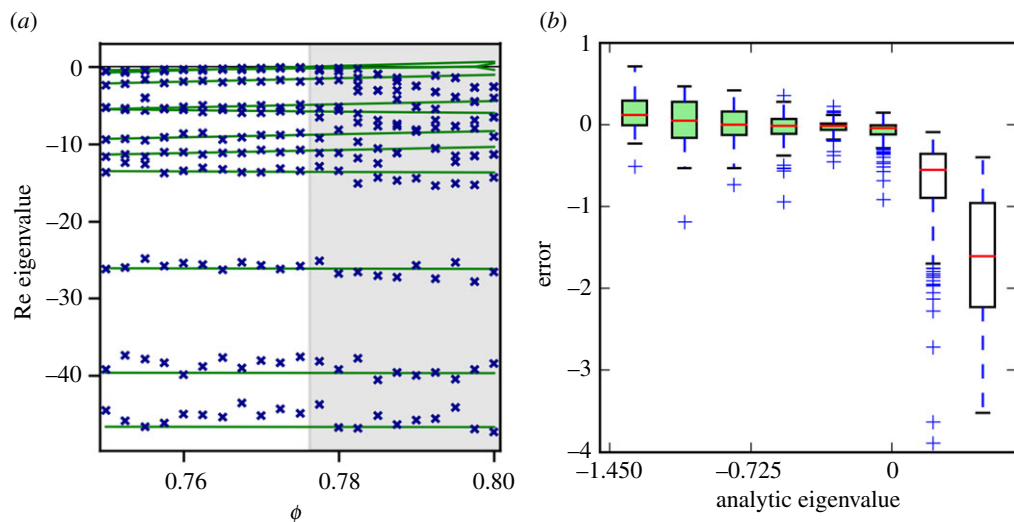 (a)
0
−10
−20
−30
−40
Re eigenvalue
0.76
0.78
0.80
ϕ
(b)
1
0
−1
−2
−3
−4
error
−1.450
−0.725
0
analytic eigenvalue